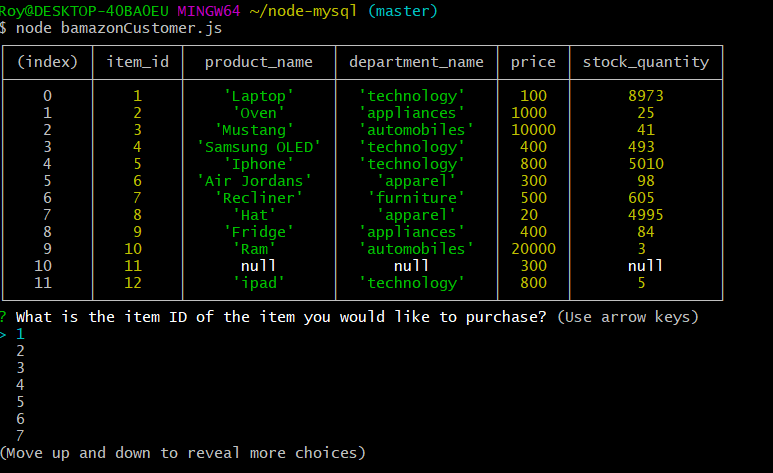 Roy@DESKTOP-40BA0EU MINGW64 ~/node-mysql (master)
$ node bamazonCustomer.js
(index) item_id product_name department_name price stock_quantity
0 1 'Laptop' 'technology' 100 8973
1 2 'Oven' 'appliances' 1000 25
2 3 'Mustang' 'automobiles' 10000 41
3 4 'Samsung OLED' 'technology' 400 493
4 5 'Iphone' 'technology' 800 5010
5 6 'Air Jordans' 'apparel' 300 98
6 7 'Recliner' 'furniture' 500 605
7 8 'Hat' 'apparel' 20 4995
8 9 'Fridge' 'appliances' 400 84
9 10 'Ram' 'automobiles' 20000 3
10 11 null null 300 null
11 12 'ipad' 'technology' 800 5
? What is the item ID of the item you would like to purchase? (Use arrow keys)
> 1
2
3
4
5
6
7
(Move up and down to reveal more choices)